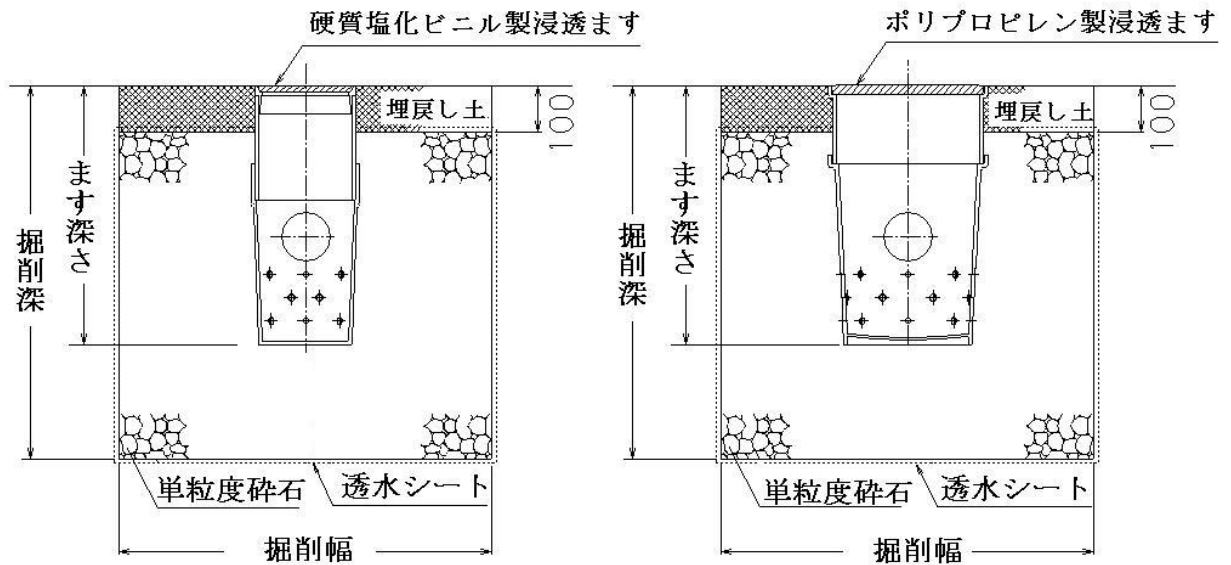 硬質塩化ビニル製浸透ます
埋戻し土
100
ます深さ
掘削深
単粒度砕石
透水シート
掘削幅
ポリプロピレン製浸透ます
埋戻し土
100
ます深さ
掘削深
単粒度砕石
透水シート
掘削幅